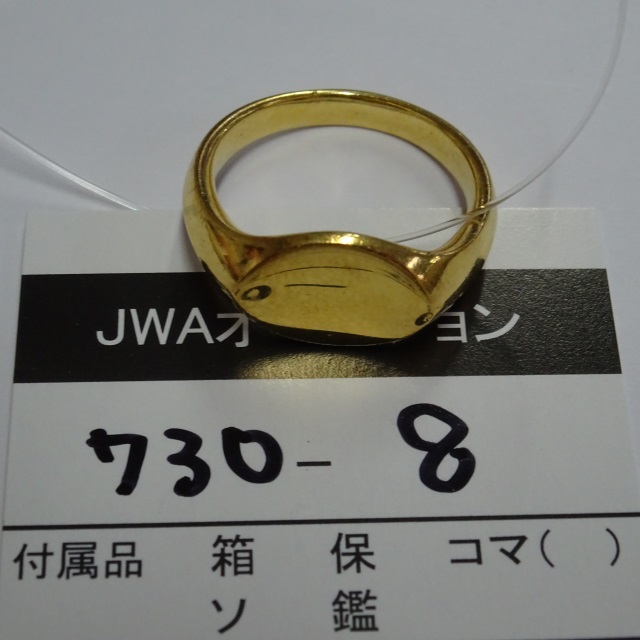 JWAオ ョン
730-8
付属品 箱 保 コマ( )
ソ 鑑